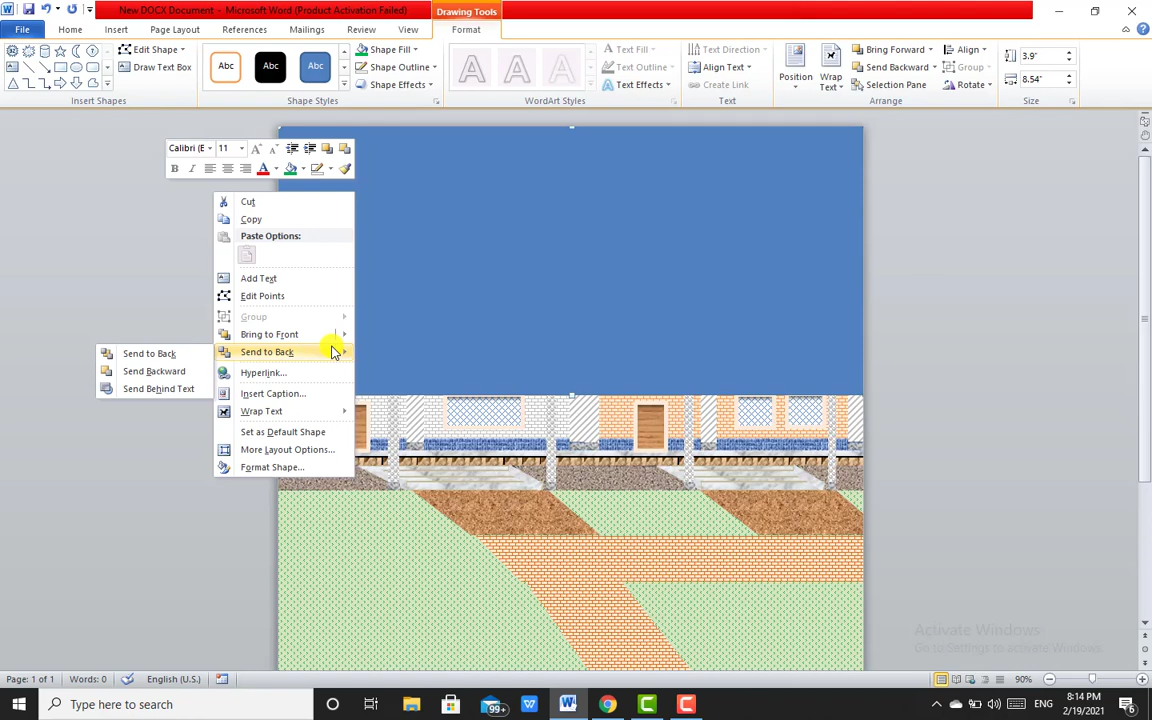 New DOCX Document - Microsoft Word (Product Activation Failed)
Drawing Tools
File
Home
Insert
Page Layout
References
Mailings
Review
View
Format
Edit Shape
Draw Text Box
Insert Shapes
Abc
Abc
Abc
Shape Fill
Shape Outline
Shape Effects
Shape Styles
A
A
A
Text Fill
Text Outline
Text Effects
WordArt Styles
Text Direction
Align Text
Create Link
Text
Position
Wrap Text
Bring Forward
Send Backward
Selection Pane
Align
Group
Rotate
Arrange
3.9"
8.54"
Size
Calibri (E
11
B
I
Cut
Copy
Paste Options:
Add Text
Edit Points
Group
Bring to Front
Send to Back
Hyperlink...
Insert Caption...
Wrap Text
Set as Default Shape
More Layout Options...
Format Shape...
Send to Back
Send Backward
Send Behind Text
Activate Windows
Go to Settings to activate Windows.
Page: 1 of 1
Words: 0
English (U.S.)
90%
Type here to search
99+
ENG
8:14 PM
2/19/2021
6